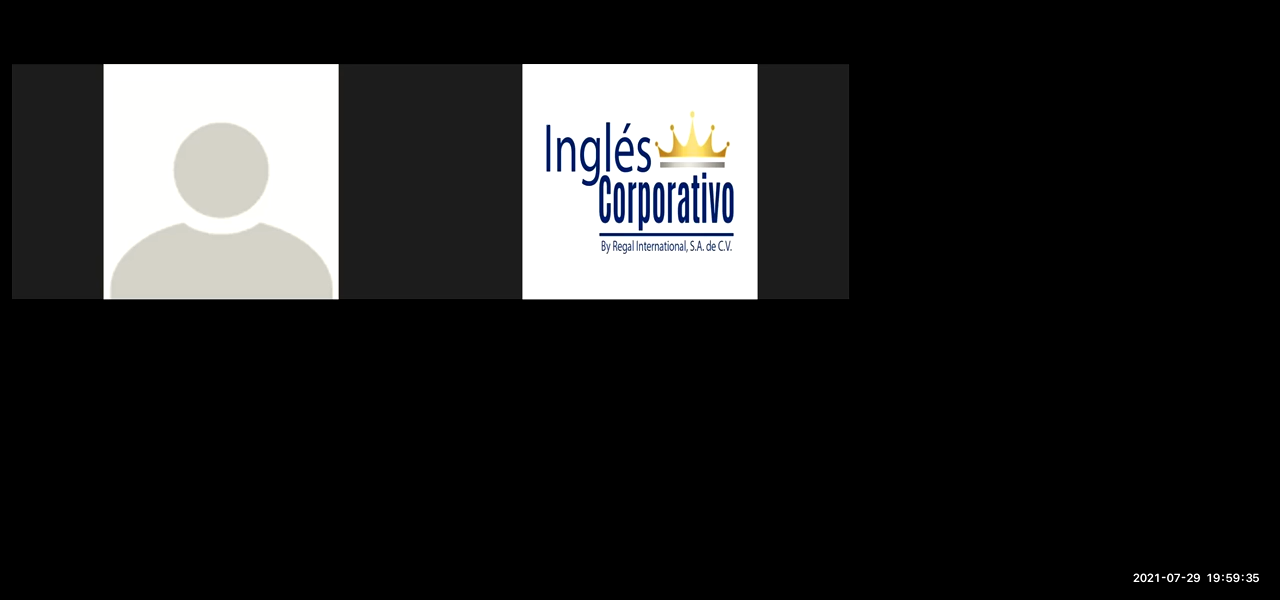 Inglés
Corporativo
By Regal International, S.A. de C.V.
2021-07-29 19:59:35